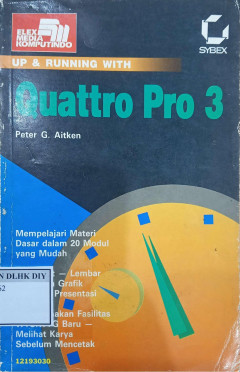 ELEX
MEDIA
KOMPUTINDO
SYBEX
UP & RUNNING WITH
Quattro Pro 3
Peter G. Aitken
Mempelajari Materi
Dasar dalam 20 Modul
yang Mudah
— Lembar
Grafik
Presentasi
Fasilitas
G Baru —
Melihat Karya
Sebelum Mencetak
N DLHK DIY
12193030